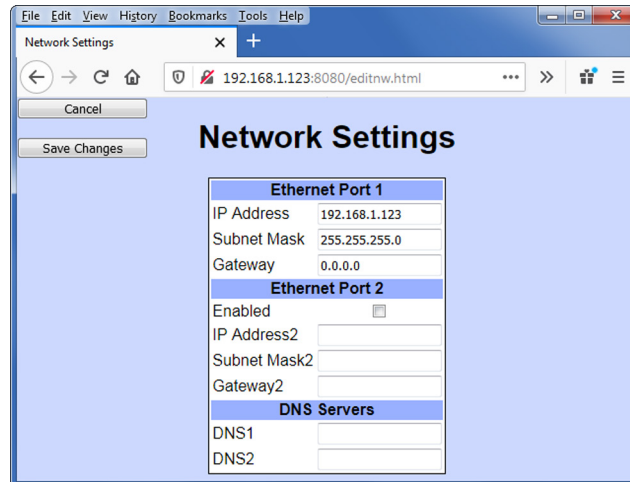 File Edit View History Bookmarks Tools Help
Network Settings
192.168.1.123:8080/editnw.html
Cancel
Save Changes
Network Settings
Ethernet Port 1
IP Address 192.168.1.123
Subnet Mask 255.255.255.0
Gateway 0.0.0.0
Ethernet Port 2
Enabled
IP Address2
Subnet Mask2
Gateway2
DNS Servers
DNS1
DNS2